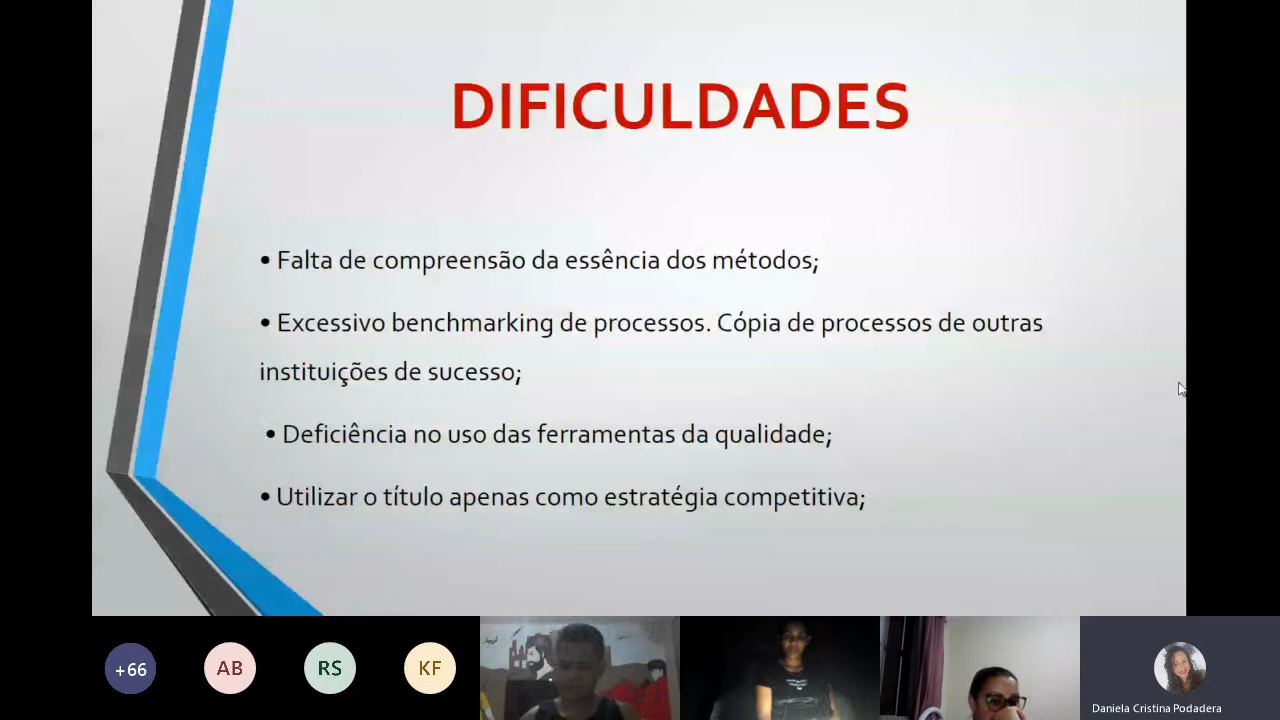 DIFICULDADES
• Falta de compreensão da essência dos métodos;
• Excessivo benchmarking de processos. Cópia de processos de outras
instituições de sucesso;
• Deficiência no uso das ferramentas da qualidade;
• Utilizar o título apenas como estratégia competitiva;
+66
AB
RS
KF
Daniela Cristina Podadera